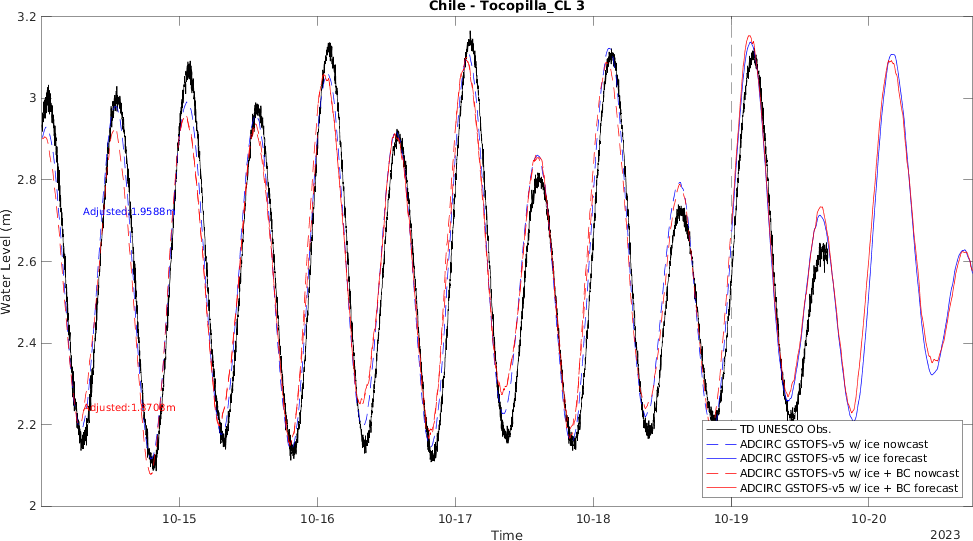 Chile - Tocopilla_CL 3
3.2
3
2.8
2.6
2.4
2.2
2
Water Level (m)
Adjusted:1.9588m
10-15
10-16
10-17
10-18
10-19
10-20
Time
2023
TD UNESCO Obs.
ADCIRC GSTOFS-v5 w/ ice nowcast
ADCIRC GSTOFS-v5 w/ ice forecast
ADCIRC GSTOFS-v5 w/ ice + BC nowcast
ADCIRC GSTOFS-v5 w/ ice + BC forecast